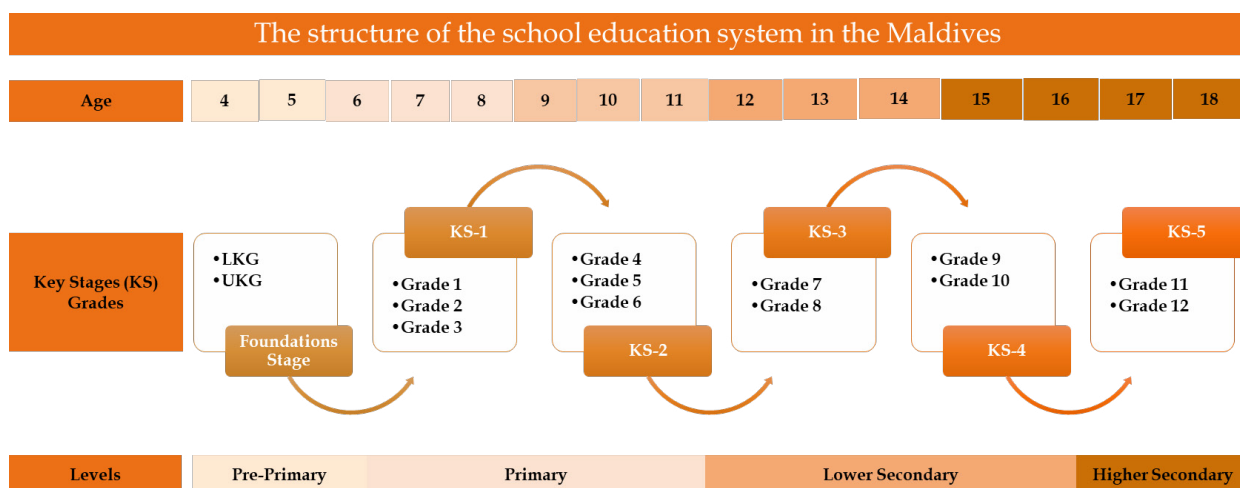 The structure of the school education system in the Maldives
Age
4
5
6
7
8
9
10
11
12
13
14
15
16
17
18
Key Stages (KS)
Grades
•LKG
•UKG
Foundations
Stage
KS-1
•Grade 1
•Grade 2
•Grade 3
•Grade 4
•Grade 5
•Grade 6
KS-2
KS-3
•Grade 7
•Grade 8
•Grade 9
•Grade 10
KS-4
KS-5
•Grade 11
•Grade 12
Levels
Pre-Primary
Primary
Lower Secondary
Higher Secondary